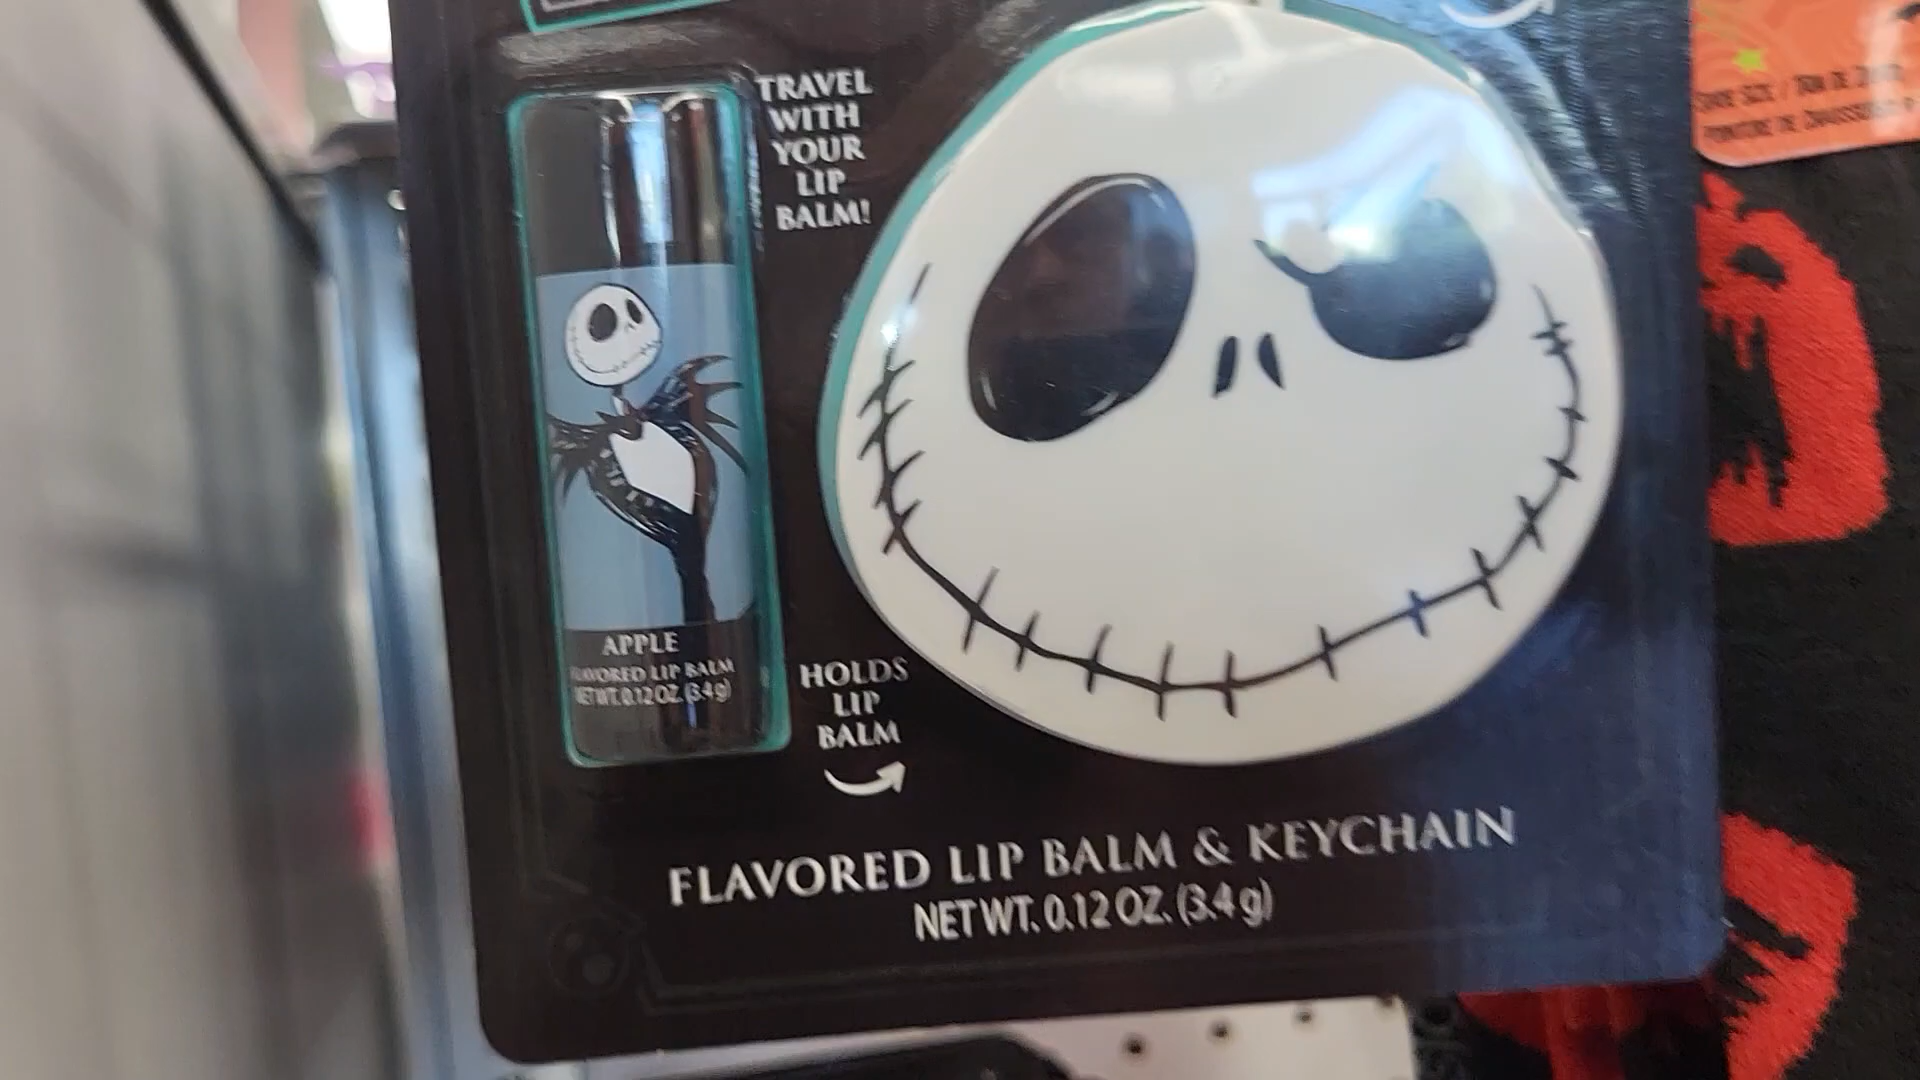 TRAVEL
WITH
YOUR
LIP
BALM!
APPLE
FLAVORED LIP BALM
NET WT. 0.12 OZ. (3.4 g)
HOLDS
LIP
BALM
FLAVORED LIP BALM & KEYCHAIN
NET WT. 0.12 OZ. (3.4 g)